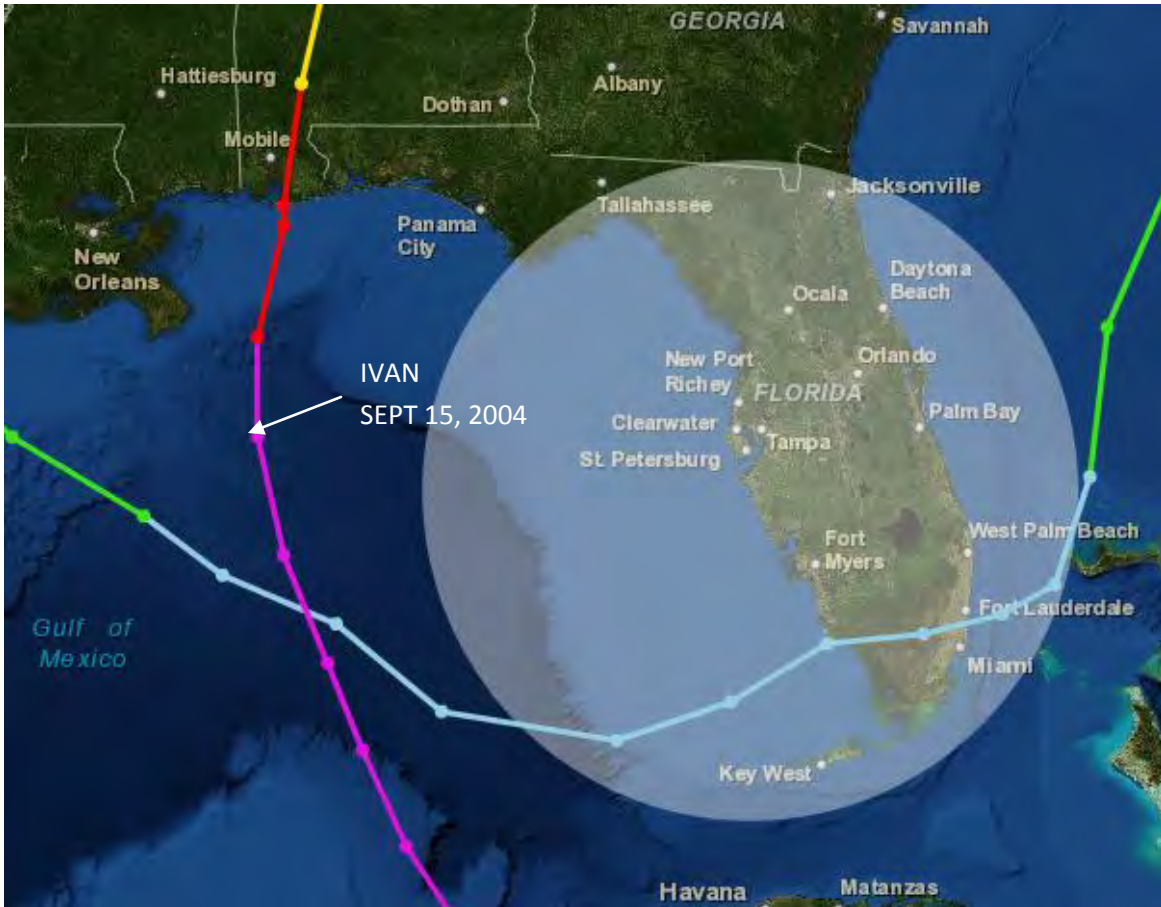 GEORGIA
Savannah
Hattiesburg
Albany
Dothan
Mobile
Jacksonville
Tallahassee
Panama
City
New
Orleans
Daytona
Beach
Ocala
Orlando
New Port
Richey
FLORIDA
IVAN
SEPT 15, 2004
Palm Bay
Clearwater
Tampa
St. Petersburg
West Palm Beach
Fort
Myers
Fort Lauderdale
Gulf of
Mexico
Miami
Key West
Havana
Matanzas